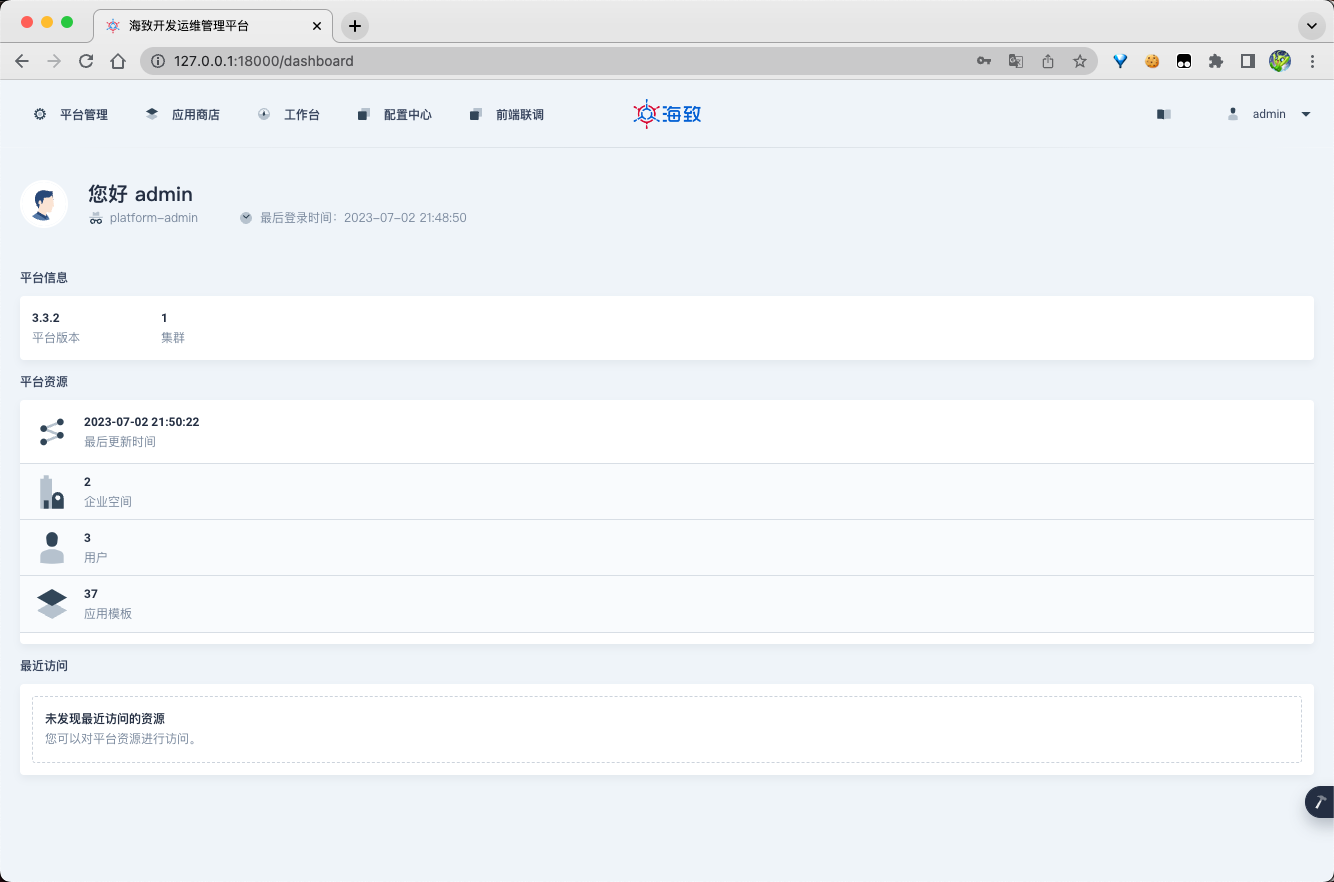 海致开发运维管理平台
127.0.0.1:18000/dashboard
平台管理 应用商店 工作台 配置中心 前端联调 海致 admin
您好 admin
platform-admin 最后登录时间：2023-07-02 21:48:50
平台信息
3.3.2 1
平台版本 集群
平台资源
2023-07-02 21:50:22
最后更新时间
2
企业空间
3
用户
37
应用模板
最近访问
未发现最近访问的资源
您可以对平台资源进行访问。